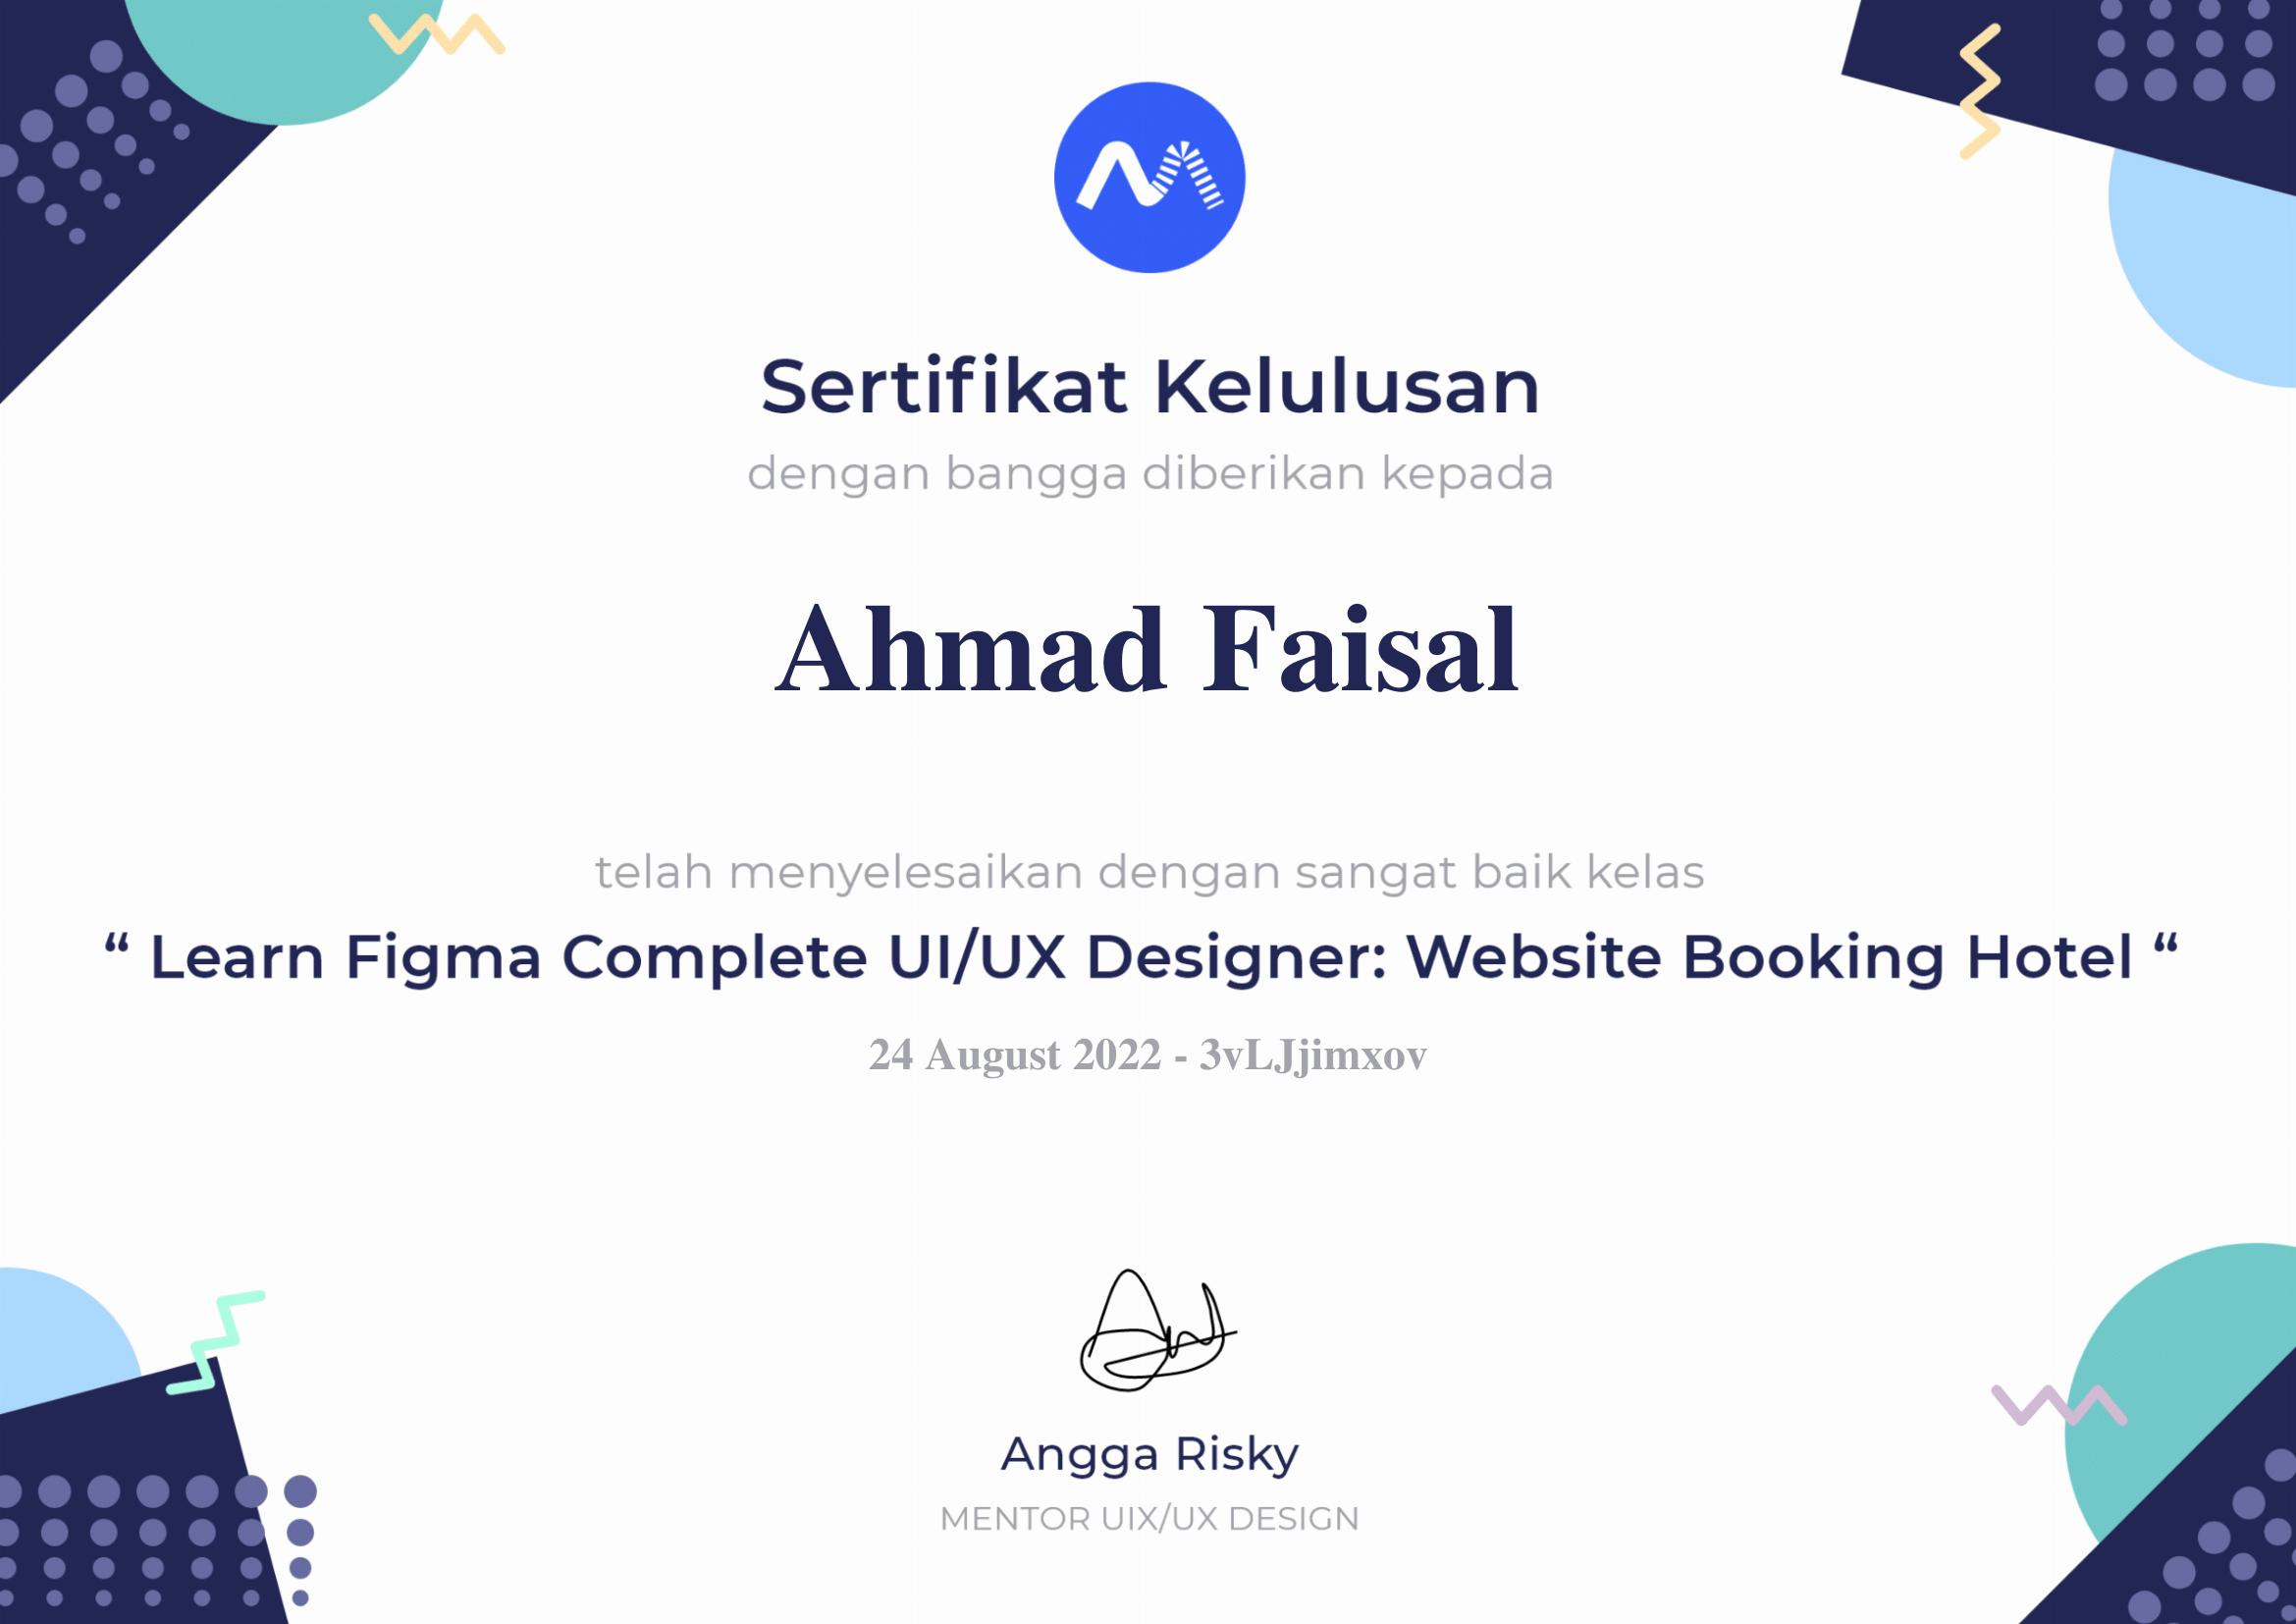 Sertifikat Kelulusan
dengan bangga diberikan kepada
Ahmad Faisal
telah menyelesaikan dengan sangat baik kelas
“ Learn Figma Complete UI/UX Designer: Website Booking Hotel “
24 August 2022 - 3vLJjimxov
Angga Risky
MENTOR UIX/UX DESIGN